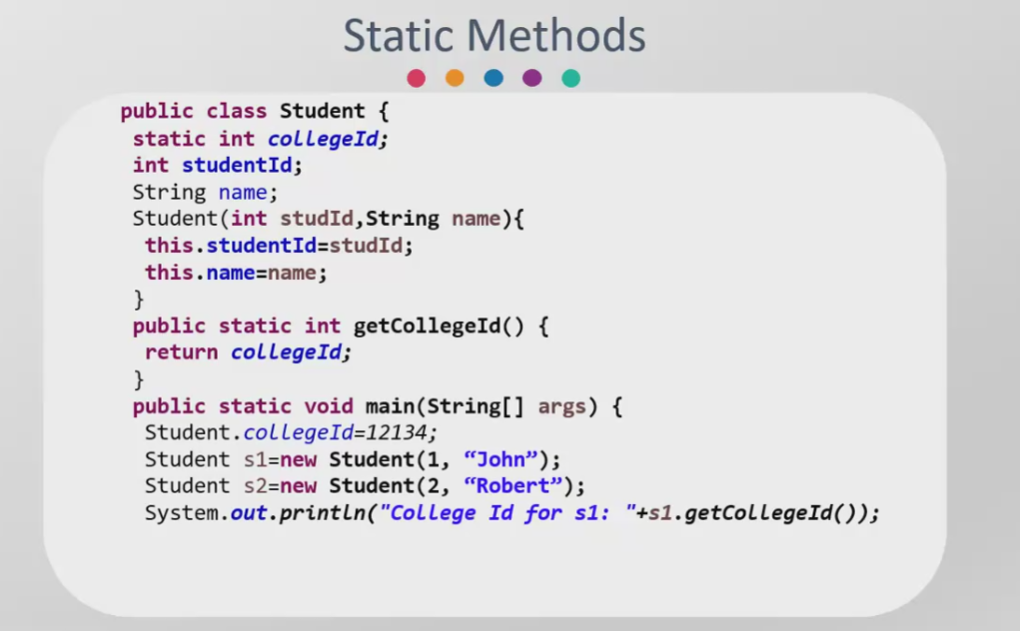 Static Methods
public class Student {
static int collegeId;
int studentId;
String name;
Student(int studId,String name){
this.studentId=studId;
this.name=name;
}
public static int getCollegeId() {
return collegeId;
}
public static void main(String[] args) {
Student.collegeId=12134;
Student s1=new Student(1, “John”);
Student s2=new Student(2, “Robert”);
System.out.println("College Id for s1: "+s1.getCollegeId());